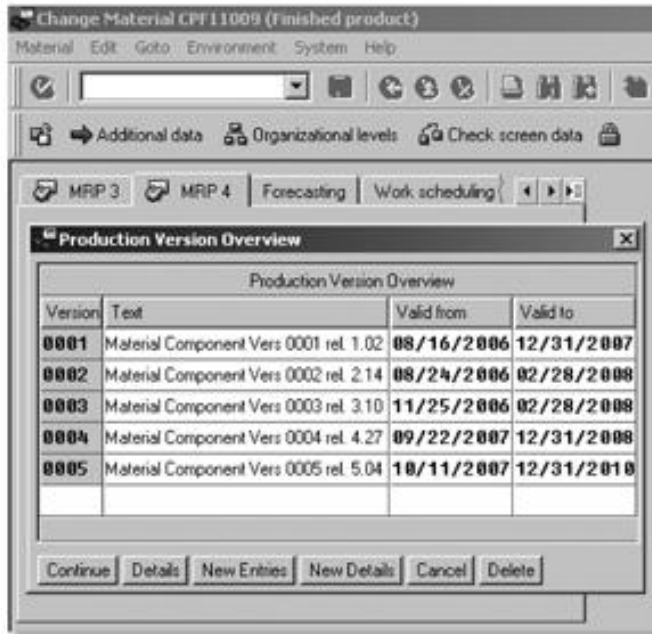 Change Material CPF11009 (Finished product)
Material Edit Goto Environment System Help
Additional data Organizational levels Check screen data
MRP 3 MRP 4 Forecasting Work scheduling
Production Version Overview
Production Version Overview
Version Text Valid from Valid to
0001 Material Component Vers 0001 rel. 1.02 08/16/2006 12/31/2007
0002 Material Component Vers 0002 rel. 2.14 08/24/2006 02/28/2008
0003 Material Component Vers 0003 rel. 3.10 11/25/2006 02/28/2008
0004 Material Component Vers 0004 rel. 4.27 09/22/2007 12/31/2008
0005 Material Component Vers 0005 rel. 5.04 10/11/2007 12/31/2010
Continue Details New Entries New Details Cancel Delete